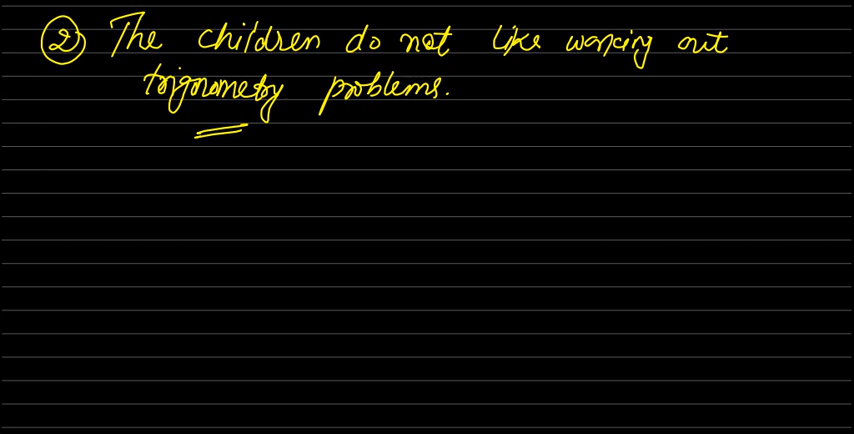 ② The children do not like working out
trigonometry problems.